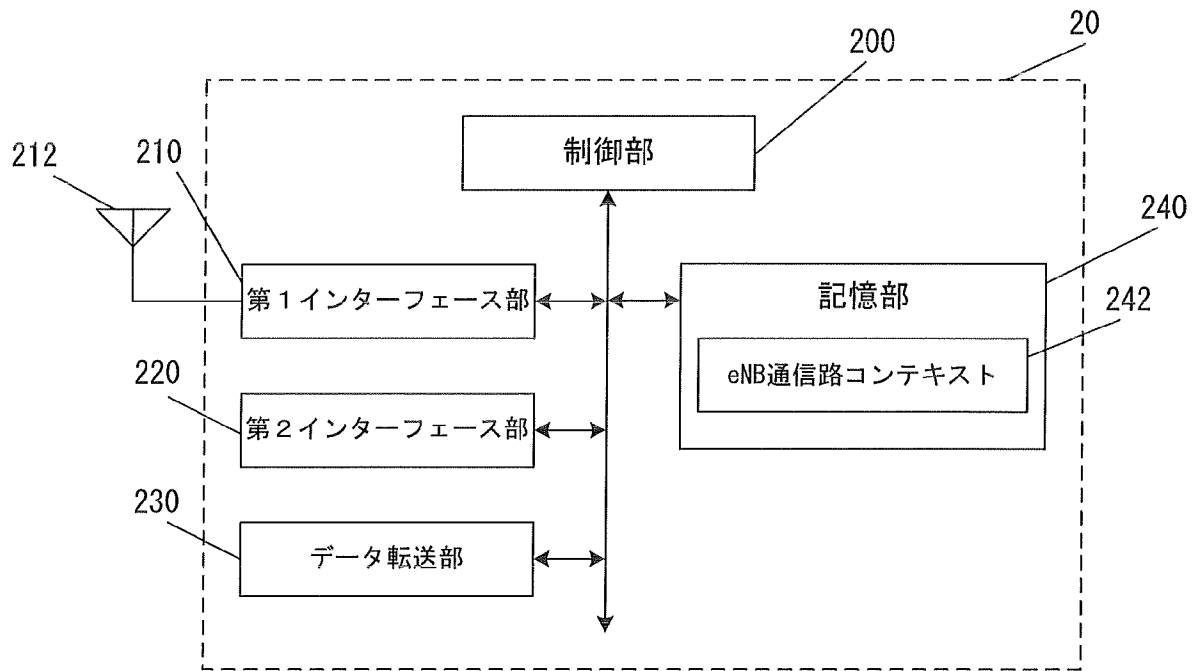 20
200
制御部
212
210
240
第1インターフェース部
記憶部
242
eNB通信路コンテキスト
220
第2インターフェース部
230
データ転送部